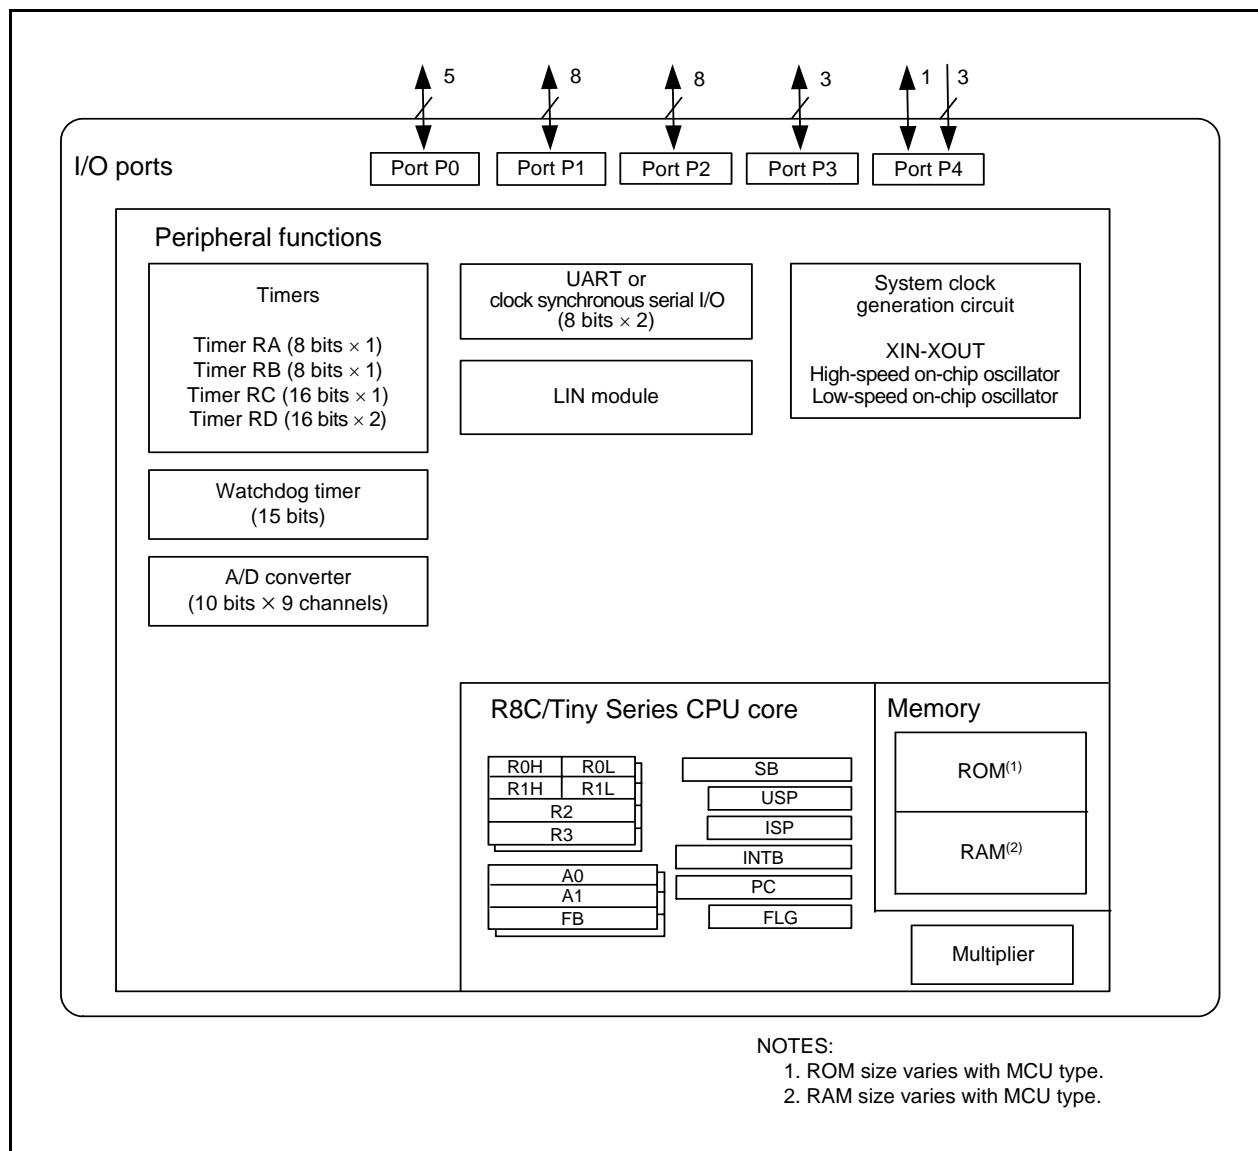 5 8 8 3 1 3
I/O ports
Port P0 Port P1 Port P2 Port P3 Port P4
Peripheral functions
Timers
Timer RA (8 bits × 1)
Timer RB (8 bits × 1)
Timer RC (16 bits × 1)
Timer RD (16 bits × 2)
UART or
clock synchronous serial I/O
(8 bits × 2)
LIN module
System clock
generation circuit
XIN-XOUT
High-speed on-chip oscillator
Low-speed on-chip oscillator
Watchdog timer
(15 bits)
A/D converter
(10 bits × 9 channels)
R8C/Tiny Series CPU core
R0H R0L
R1H R1L
R2
R3
A0
A1
FB
SB
USP
ISP
INTB
PC
FLG
Memory
ROM(1)
RAM(2)
Multiplier
NOTES:
1. ROM size varies with MCU type.
2. RAM size varies with MCU type.